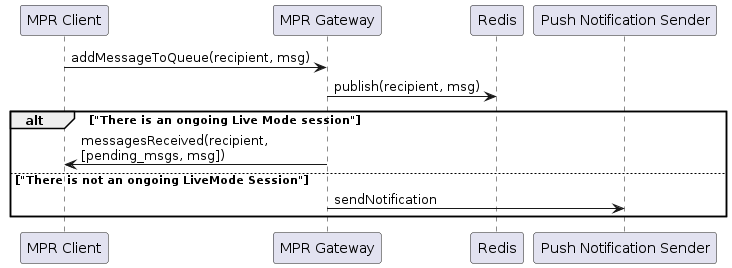 MPR Client MPR Gateway Redis Push Notification Sender
addMessageToQueue(recipient, msg)
publish(recipient, msg)
alt ["There is an ongoing Live Mode session"]
messagesReceived(recipient,
[pending_msgs, msg])
["There is not an ongoing LiveMode Session"]
sendNotification
MPR Client MPR Gateway Redis Push Notification Sender